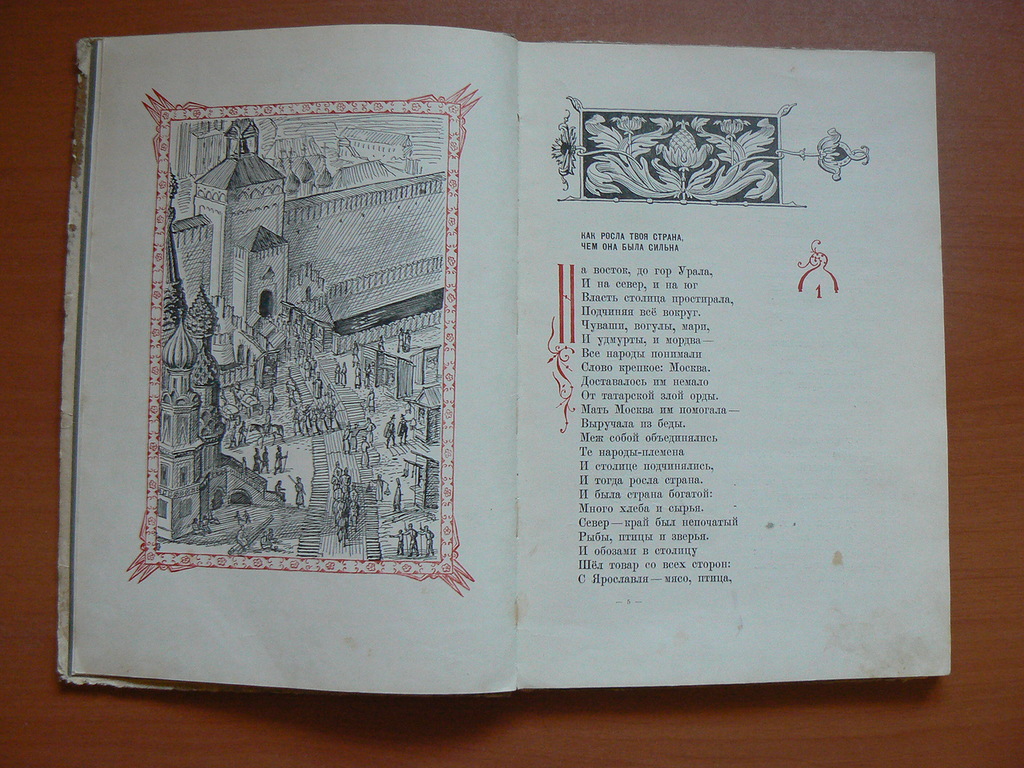 КАК РОСЛА ТВОЯ СТРАНА,
ЧЕМ ОНА БЫЛА СИЛЬНА
1
На восток, до гор Урала,
И на север, и на юг
Власть столица простирала,
Подчиняя всё вокруг.
Чуваши, вогулы, мари,
И удмурты, и мордва—
Все народы понимали
Слово крепкое: Москва.
Доставалось им немало
От татарской злой орды.
Мать Москва им помогала—
Выручала из беды.
Меж собой объединялись
Те народы-племена
И столице подчинялись,
И тогда росла страна.
И была страна богатой:
Много хлеба и сырья.
Север—край был непочатый
Рыбы, птицы и зверья.
И обозами в столицу
Шёл товар со всех сторон:
С Ярославля—мясо, птица,
— 5 —